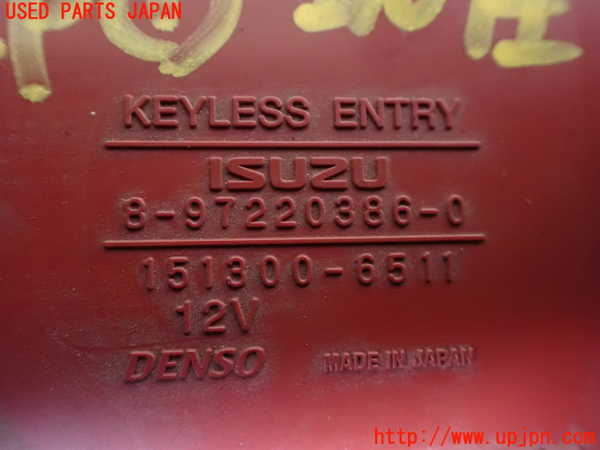 USED PARTS JAPAN
KEYLESS ENTRY
ISUZU
8-97220386-0
151300-6511
12V
DENSO MADE IN JAPAN
http://www.upjpn.com/